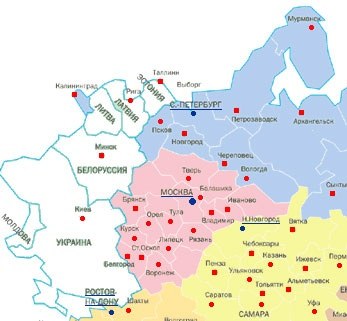 Мурманск
Таллинн
ЭСТОНИЯ
Выборг
Калининград
Рига
С.-ПЕТЕРБУРГ
ЛАТВИЯ
ЛИТВА
Псков
Петрозаводск
Архангельск
Новгород
Минск
Череповец
БЕЛОРУССИЯ
Тверь
Вологда
МОСКВА
Балашиха
Сыкты
Брянск
Иваново
Киев
Орел
Тула
Владимир
Н.Новгород
Вятка
МОЛДОВА
УКРАИНА
Курск
Липецк
Рязань
Чебоксары
Ст.Оскол
Казань
Ижевск
Пермь
Белгород
Воронеж
Пенза
Ульяновск
Альметьевск
РОСТОВ-
НА-ДОНУ
Тольятти
Шахты
Саратов
Уфа
САМАРА